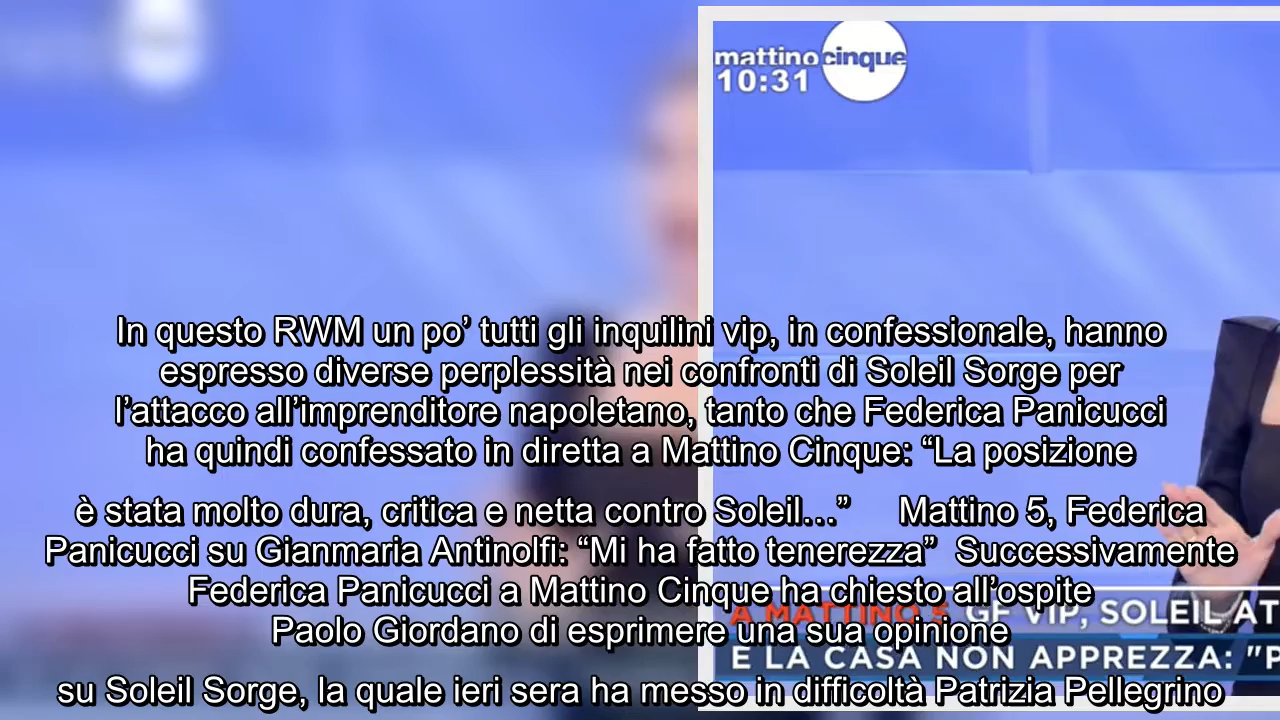 mattino cinque
10:31
In questo RWM un po’ tutti gli inquilini vip, in confessionale, hanno
espresso diverse perplessità nei confronti di Soleil Sorge per
l’attacco all’imprenditore napoletano, tanto che Federica Panicucci
ha quindi confessato in diretta a Mattino Cinque: “La posizione
è stata molto dura, critica e netta contro Soleil…” Mattino 5, Federica
Panicucci su Gianmaria Antinolfi: “Mi ha fatto tenerezza” Successivamente
Federica Panicucci a Mattino Cinque ha chiesto all’ospite
Paolo Giordano di esprimere una sua opinione
su Soleil Sorge, la quale ieri sera ha messo in difficoltà Patrizia Pellegrino
A MATTINO 5 GF VIP, SOLEIL AT
E LA CASA NON APPREZZA: "P